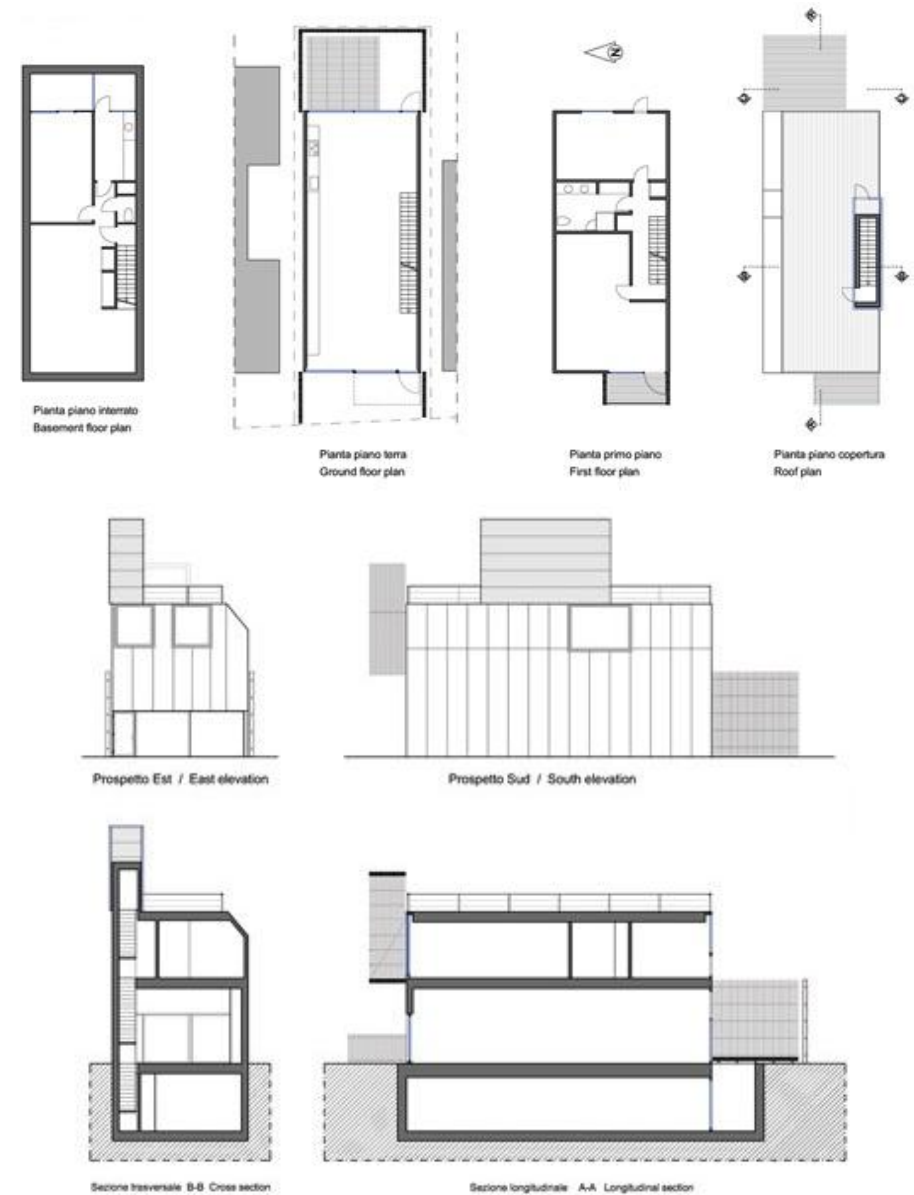 N
Pianta piano interrato
Basement floor plan
Pianta piano terra
Ground floor plan
Pianta primo piano
First floor plan
Pianta piano copertura
Roof plan
Prospetto Est / East elevation
Prospetto Sud / South elevation
Sezione trasversale B-B Cross section
Sezione longitudinale A-A Longitudinal section